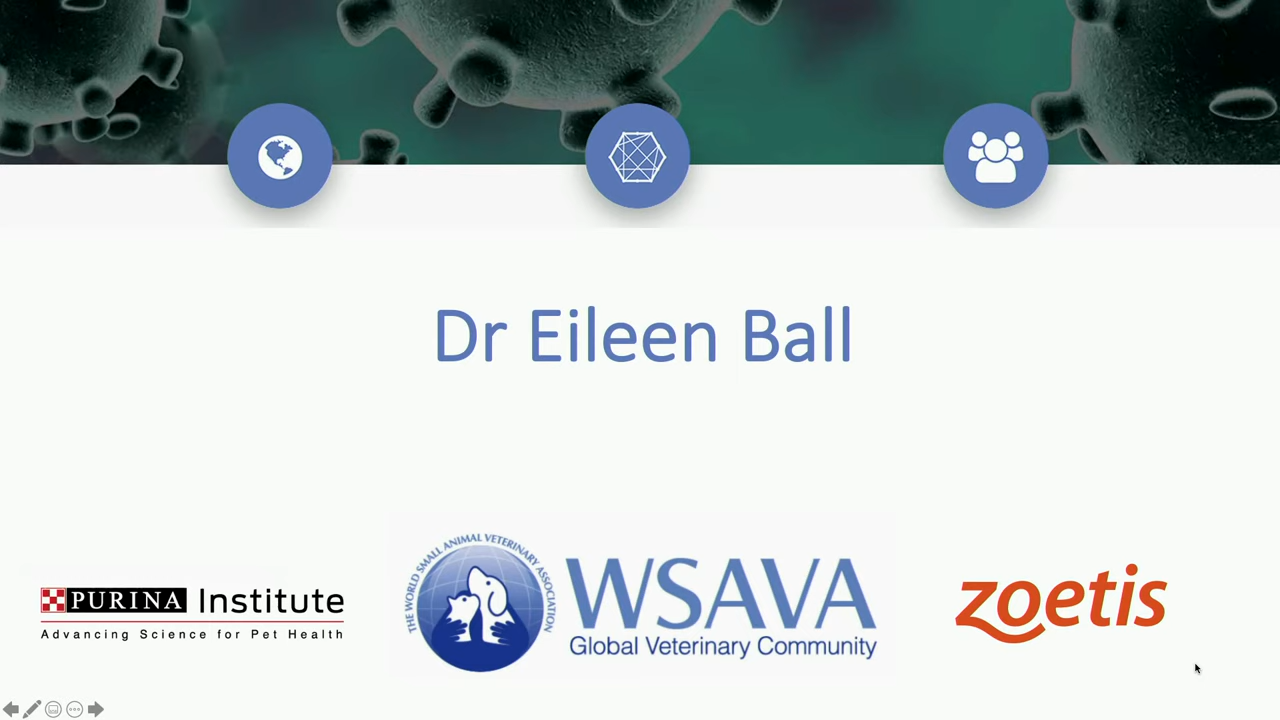 Dr Eileen Ball
PURINA Institute
Advancing Science for Pet Health
THE WORLD SMALL ANIMAL VETERINARY ASSOCIATION
WSAVA
Global Veterinary Community
zoetis